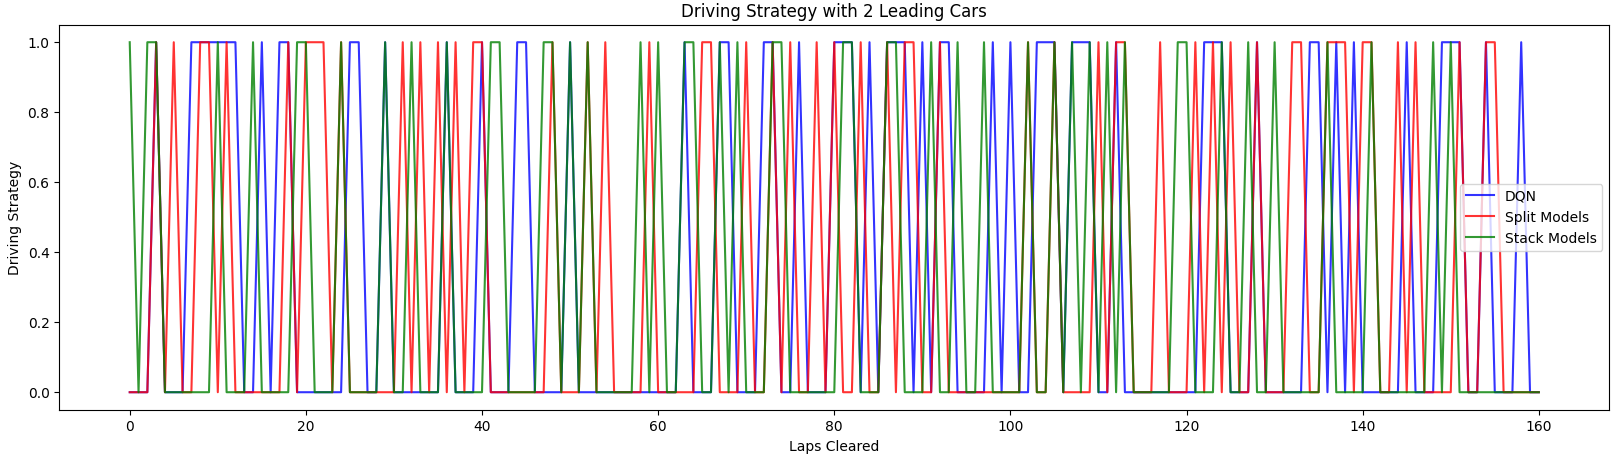 Driving Strategy with 2 Leading Cars
Driving Strategy
1.0
0.8
0.6
0.4
0.2
0.0
DQN
Split Models
Stack Models
0 20 40 60 80 100 120 140 160
Laps Cleared